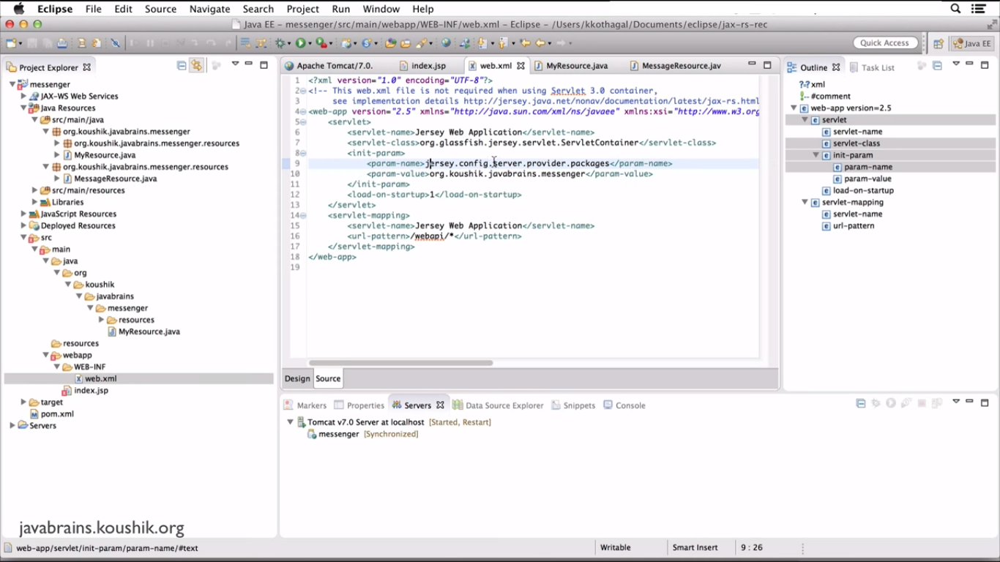 Eclipse File Edit Source Navigate Search Project Run Window Help
Java EE - messenger/src/main/webapp/WEB-INF/web.xml - Eclipse - /Users/kkothagal/Documents/eclipse/jax-rs-rec
Quick Access
Java EE
Project Explorer
messenger
JAX-WS Web Services
Java Resources
src/main/java
org.koushik.javabrains.messenger
org.koushik.javabrains.messenger.resources
MyResource.java
org.koushik.javabrains.messenger.resources
MessageResource.java
src/main/resources
Libraries
JavaScript Resources
Deployed Resources
src
main
java
org
koushik
javabrains
messenger
resources
MyResource.java
resources
webapp
WEB-INF
web.xml
index.jsp
target
pom.xml
Servers
Apache Tomcat/7.0. index.jsp web.xml MyResource.java MessageResource.jav
1 <?xml version="1.0" encoding="UTF-8"?>
2 <!-- This web.xml file is not required when using Servlet 3.0 container,
3 see implementation details http://jersey.java.net/nonav/documentation/latest/jax-rs.html
4 <web-app version="2.5" xmlns="http://java.sun.com/xml/ns/javaee" xmlns:xsi="http://www.w3.org
5 <servlet>
6 <servlet-name>Jersey Web Application</servlet-name>
7 <servlet-class>org.glassfish.jersey.servlet.ServletContainer</servlet-class>
8 <init-param>
9 <param-name>jersey.config.server.provider.packages</param-name>
10 <param-value>org.koushik.javabrains.messenger</param-value>
11 </init-param>
12 <load-on-startup>1</load-on-startup>
13 </servlet>
14 <servlet-mapping>
15 <servlet-name>Jersey Web Application</servlet-name>
16 <url-pattern>/webapi/*</url-pattern>
17 </servlet-mapping>
18 </web-app>
19
Design Source
Outline Task List
xml
#comment
web-app version=2.5
servlet
servlet-name
servlet-class
init-param
param-name
param-value
load-on-startup
servlet-mapping
servlet-name
url-pattern
Markers Properties Servers Data Source Explorer Snippets Console
Tomcat v7.0 Server at localhost [Started, Restart]
messenger [Synchronized]
javabrains.koushik.org
web-app/servlet/init-param/param-name/#text
Writable
Smart Insert
9 : 26